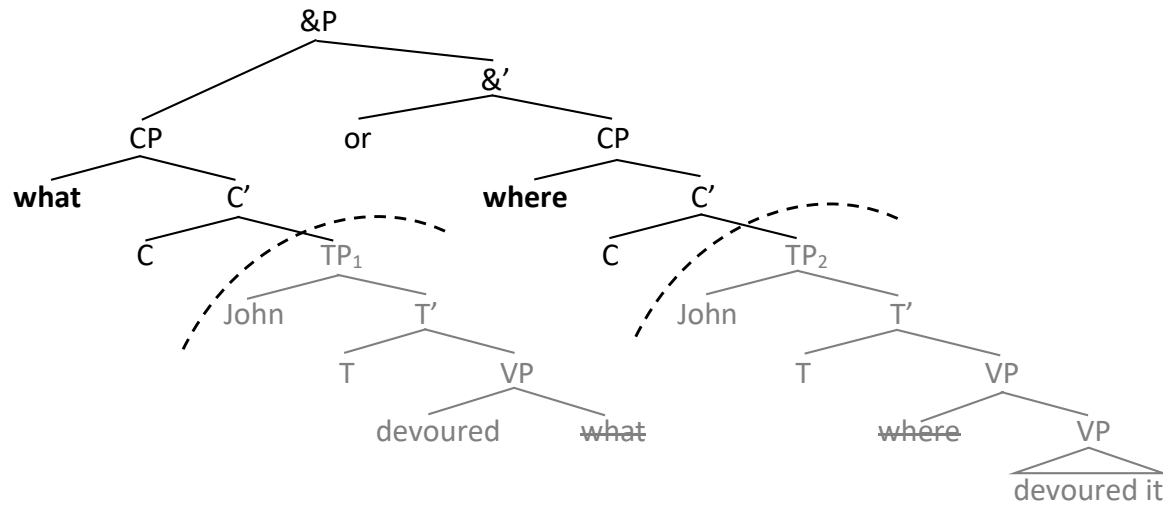 &P
&’
CP or CP
what C’ where C’
C TP₁ C TP₂
John T’ John T’
T VP T VP
devoured what where VP
devoured it